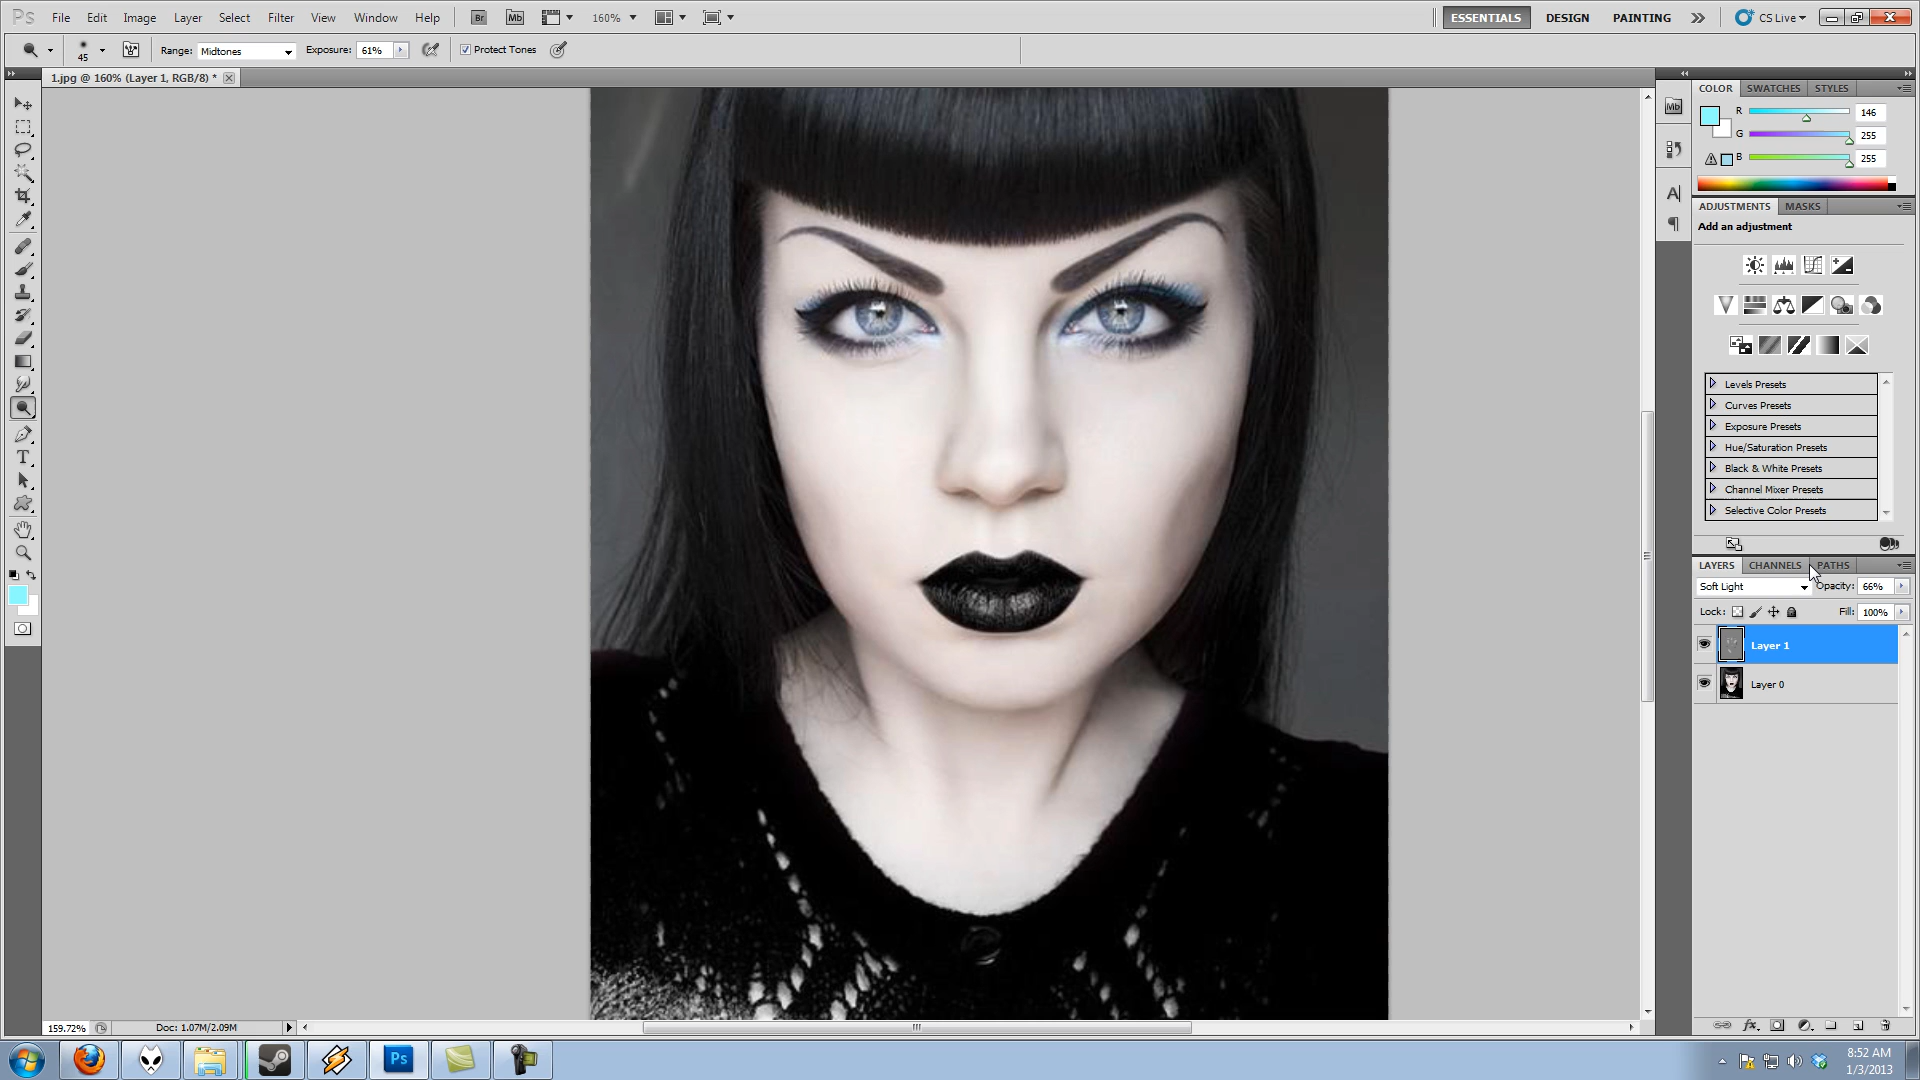 Ps File Edit Image Layer Select Filter View Window Help Br Mb 160% ESSENTIALS DESIGN PAINTING CS Live
45 Range: Midtones Exposure: 61% Protect Tones
1.jpg @ 160% (Layer 1, RGB/8) *
COLOR SWATCHES STYLES
Mb
R 146
G 255
B 255
A
ADJUSTMENTS MASKS
Add an adjustment
Levels Presets
Curves Presets
Exposure Presets
Hue/Saturation Presets
Black & White Presets
Channel Mixer Presets
Selective Color Presets
T
LAYERS CHANNELS PATHS
Soft Light Opacity: 66%
Lock: Fill: 100%
Layer 1
Layer 0
159.72% Doc: 1.07M/2.09M
Ps
8:52 AM
1/3/2013